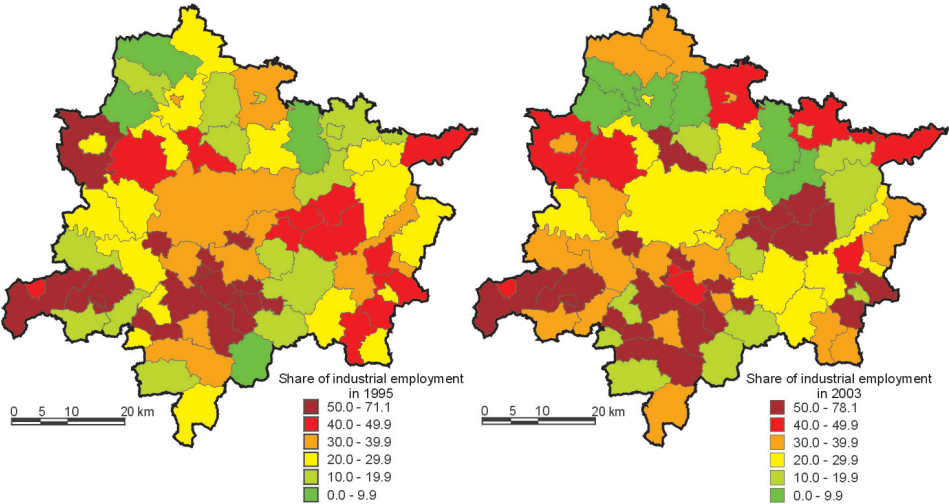 Share of industrial employment
in 1995
50.0 - 71.1
40.0 - 49.9
30.0 - 39.9
20.0 - 29.9
10.0 - 19.9
0.0 - 9.9
0 5 10 20 km
Share of industrial employment
in 2003
50.0 - 78.1
40.0 - 49.9
30.0 - 39.9
20.0 - 29.9
10.0 - 19.9
0.0 - 9.9
0 5 10 20 km